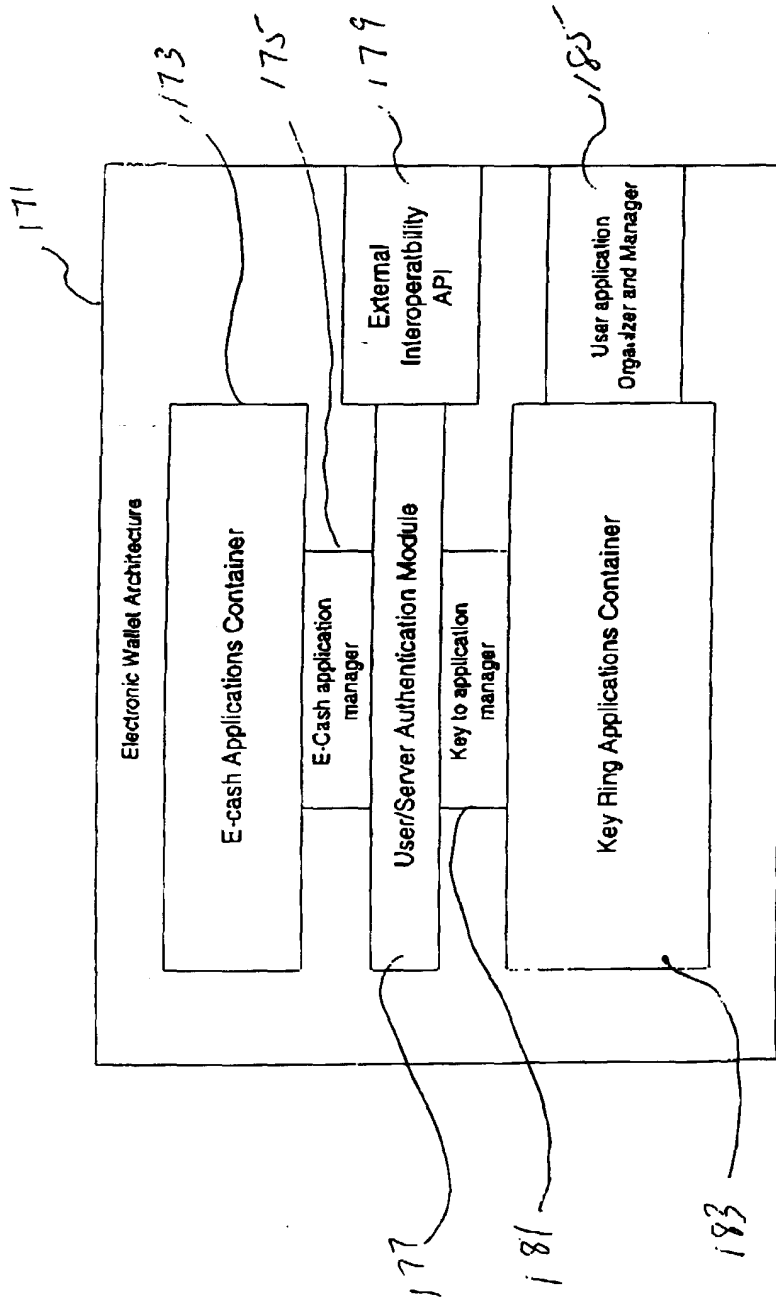 171
Electronic Wallet Architecture
173
E-cash Applications Container
E-Cash application
manager
175
User/Server Authentication Module
177
External
Interoperatbility
API
179
Key to application
manager
181
Key Ring Applications Container
183
User application
Organizer and Manager
185